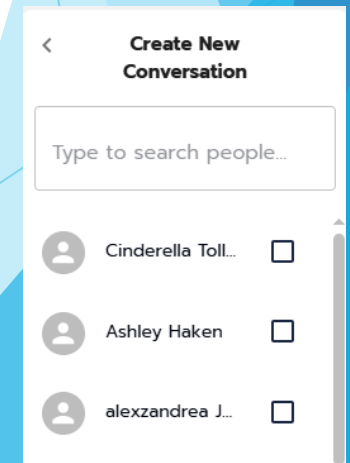 Create New
Conversation
Type to search people...
Cinderella Toll...
Ashley Haken
alexzandrea J...